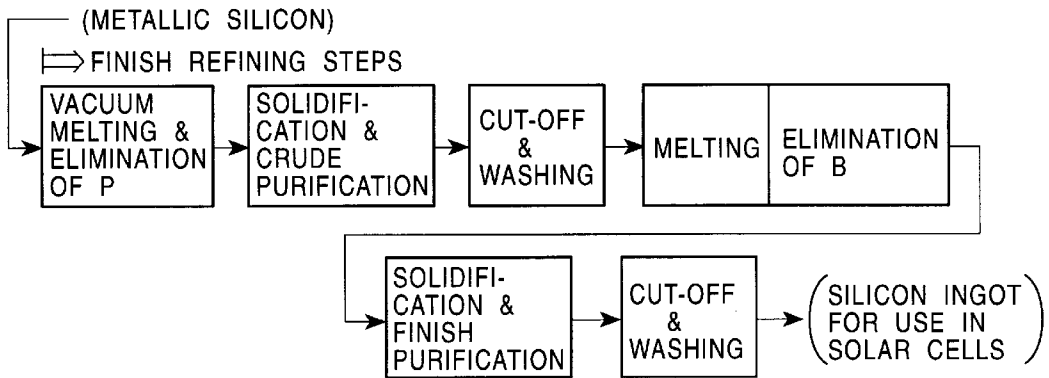 (METALLIC SILICON)
FINISH REFINING STEPS
VACUUM
MELTING &
ELIMINATION
OF P
SOLIDIFI-
CATION &
CRUDE
PURIFICATION
CUT-OFF
&
WASHING
MELTING
ELIMINATION
OF B
SOLIDIFI-
CATION &
FINISH
PURIFICATION
CUT-OFF
&
WASHING
(SILICON INGOT
FOR USE IN
SOLAR CELLS)